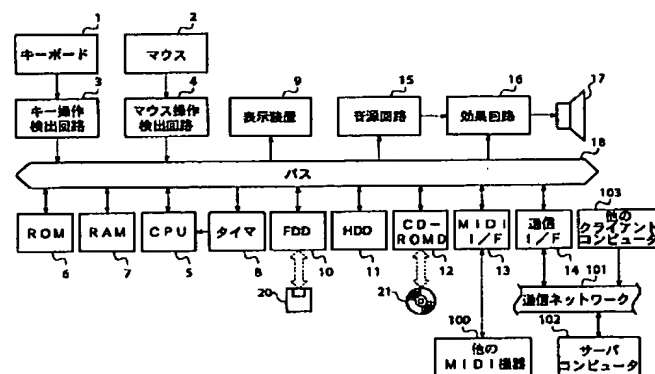 1
2
キーボード
マウス
3
4
9
15
16
17
キー操作
検出回路
マウス操作
検出回路
表示装置
音源回路
効果回路
18
バス
103
ROM
RAM
CPU
タイマ
FDD
HDD
CD-
ROMD
MIDI
I/F
通信
I/F
他の
クライアント
コンピュータ
6
7
5
8
10
11
12
13
14
101
20
21
通信ネットワーク
100
102
他の
MIDI機器
サーバ
コンピュータ